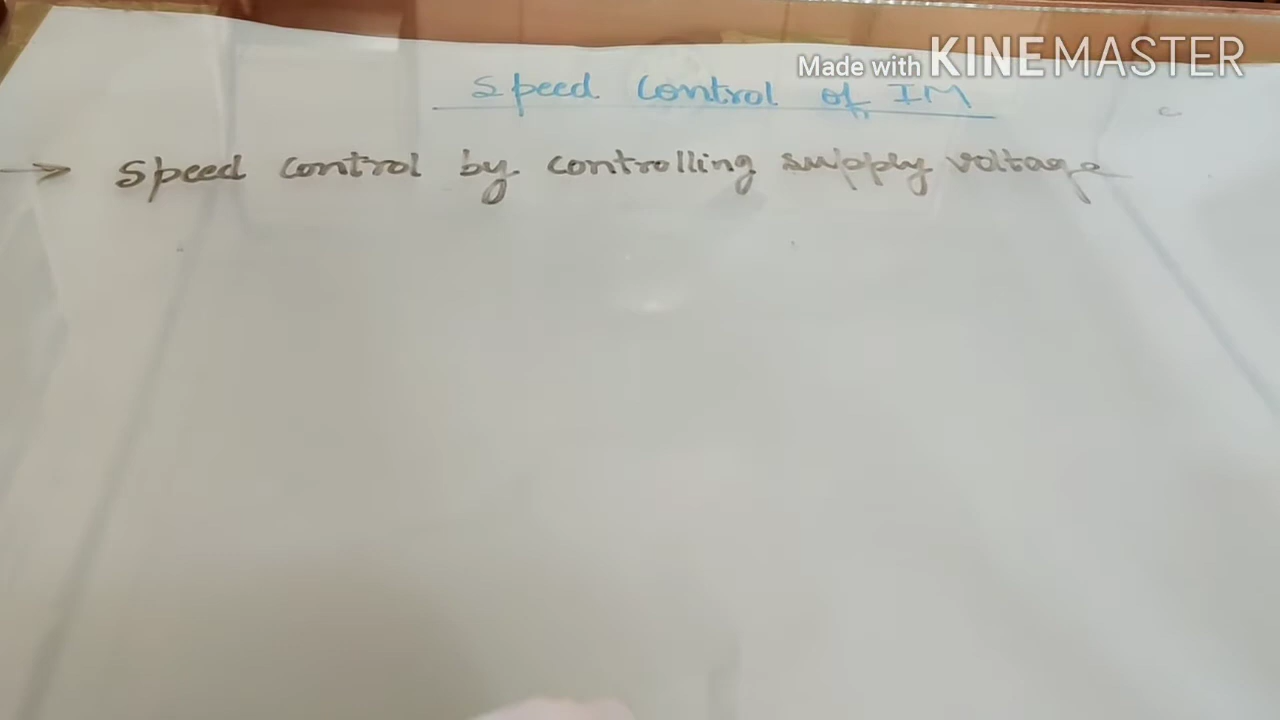 Made with KINEMASTER
Speed Control of IM
→ Speed control by controlling supply voltage